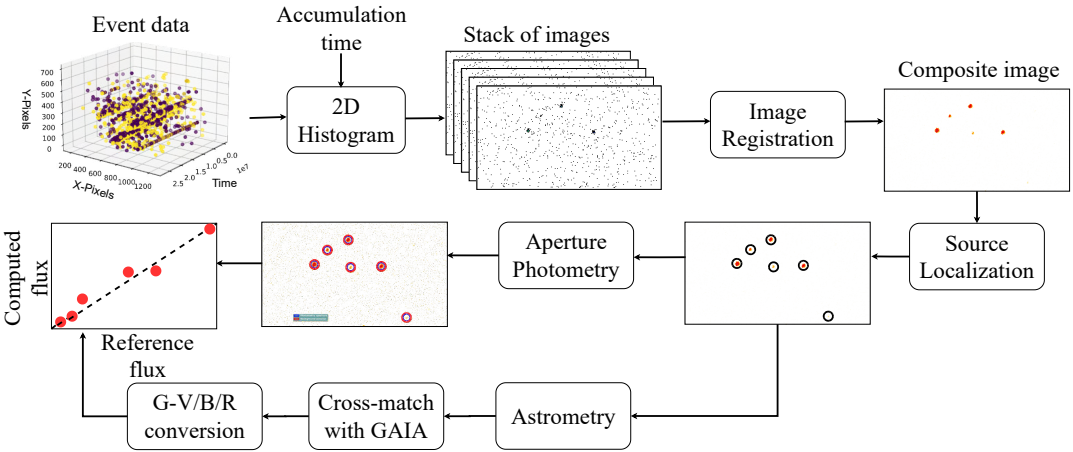 Event data
Accumulation
time
Stack of images
Composite image
700
600
500
400
300
200
100
0
Y-Pixels
200 400 600 800 1000 1200
X-Pixels
2.5 2.0 1.5 1.0 0.5 0.0
1e7
Time
2D
Histogram
Image
Registration
Source
Localization
Aperture
Photometry
Computed
flux
Reference
flux
G-V/B/R
conversion
Cross-match
with GAIA
Astrometry